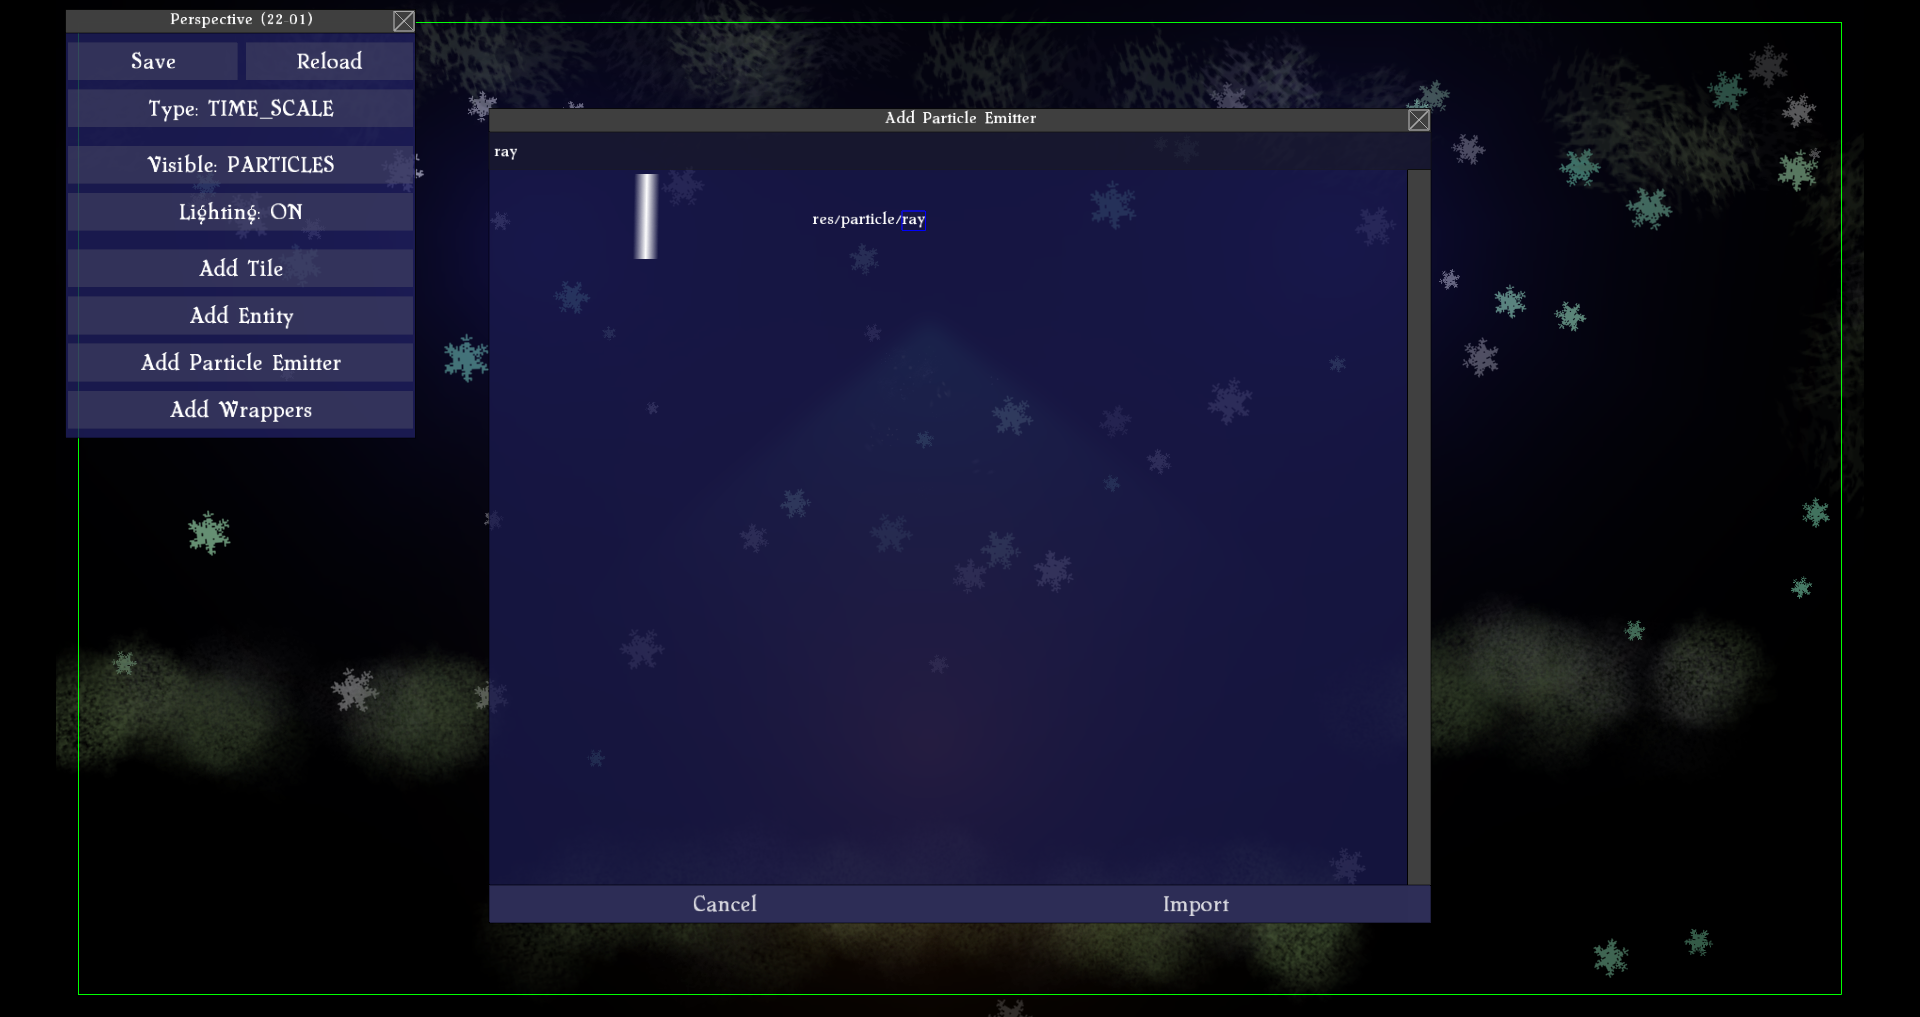 Perspective (22-01)
Save
Reload
Type: TIME_SCALE
Visible: PARTICLES
Lighting: ON
Add Tile
Add Entity
Add Particle Emitter
Add Wrappers
Add Particle Emitter
ray
res/particle/ray
Cancel
Import